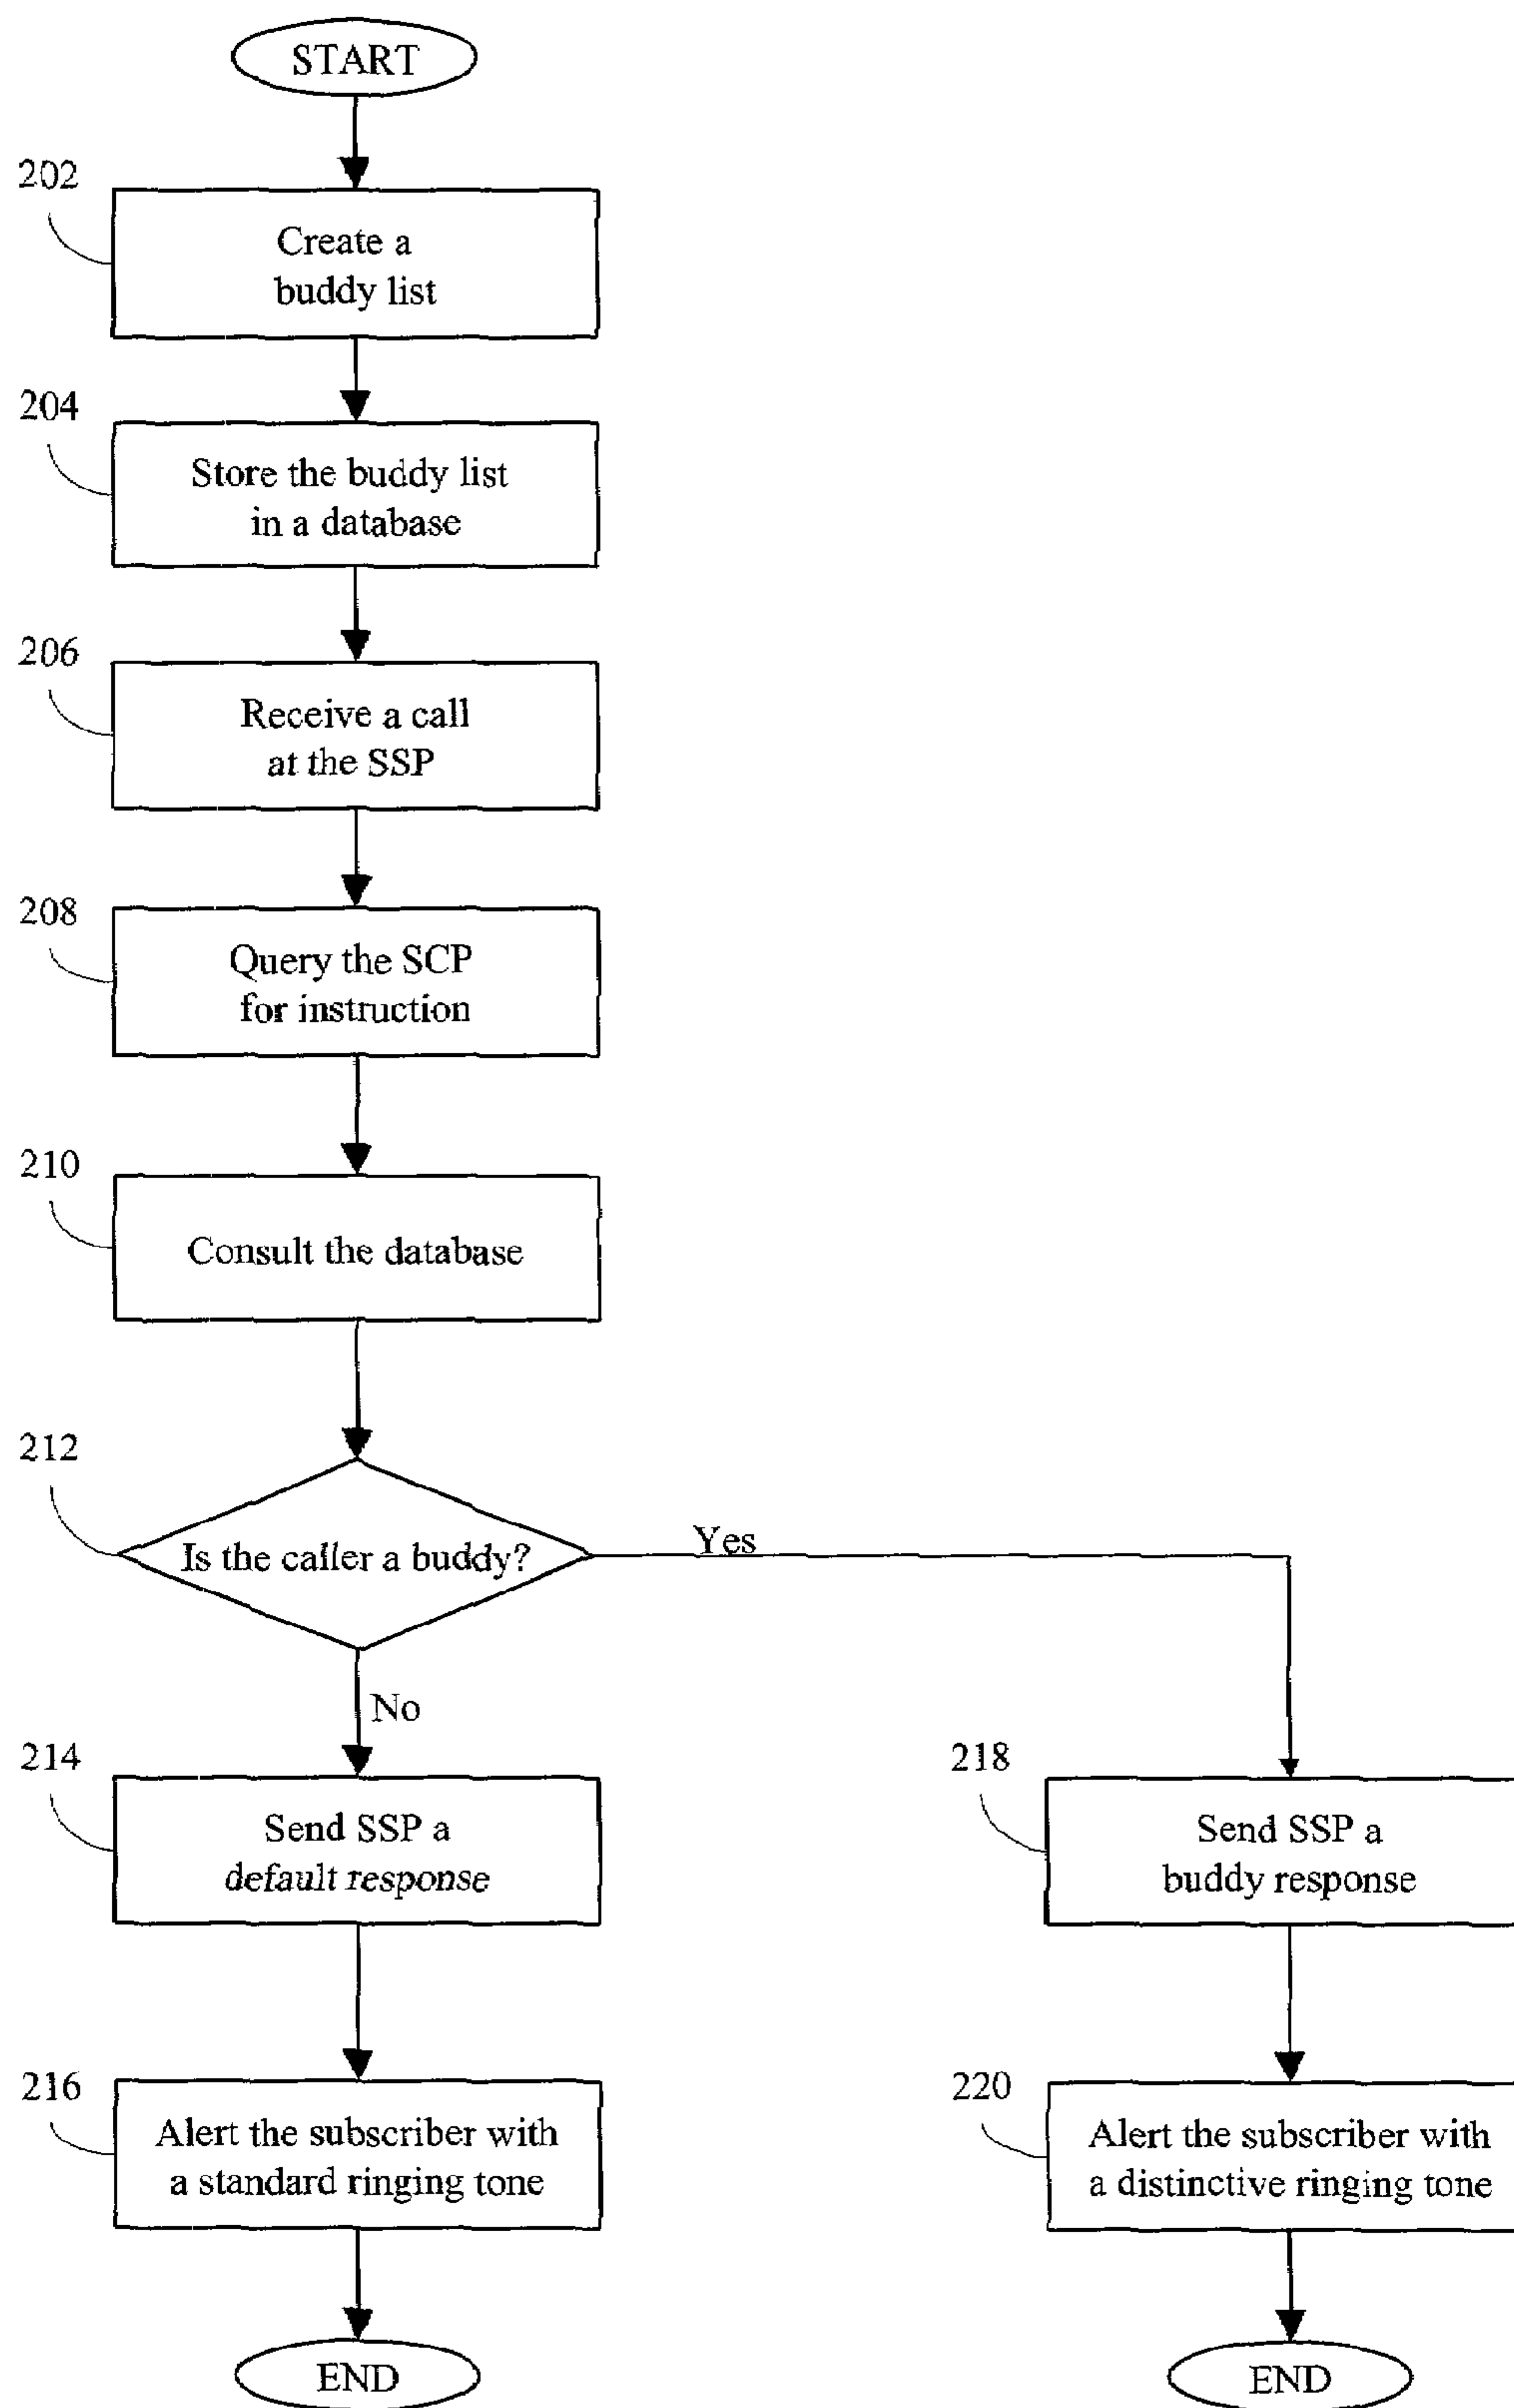 START
202
Create a
buddy list
204
Store the buddy list
in a database
206
Receive a call
at the SSP
208
Query the SCP
for instruction
210
Consult the database
212
Is the caller a buddy?
Yes
No
214
Send SSP a
default response
218
Send SSP a
buddy response
216
Alert the subscriber with
a standard ringing tone
220
Alert the subscriber with
a distinctive ringing tone
END
END